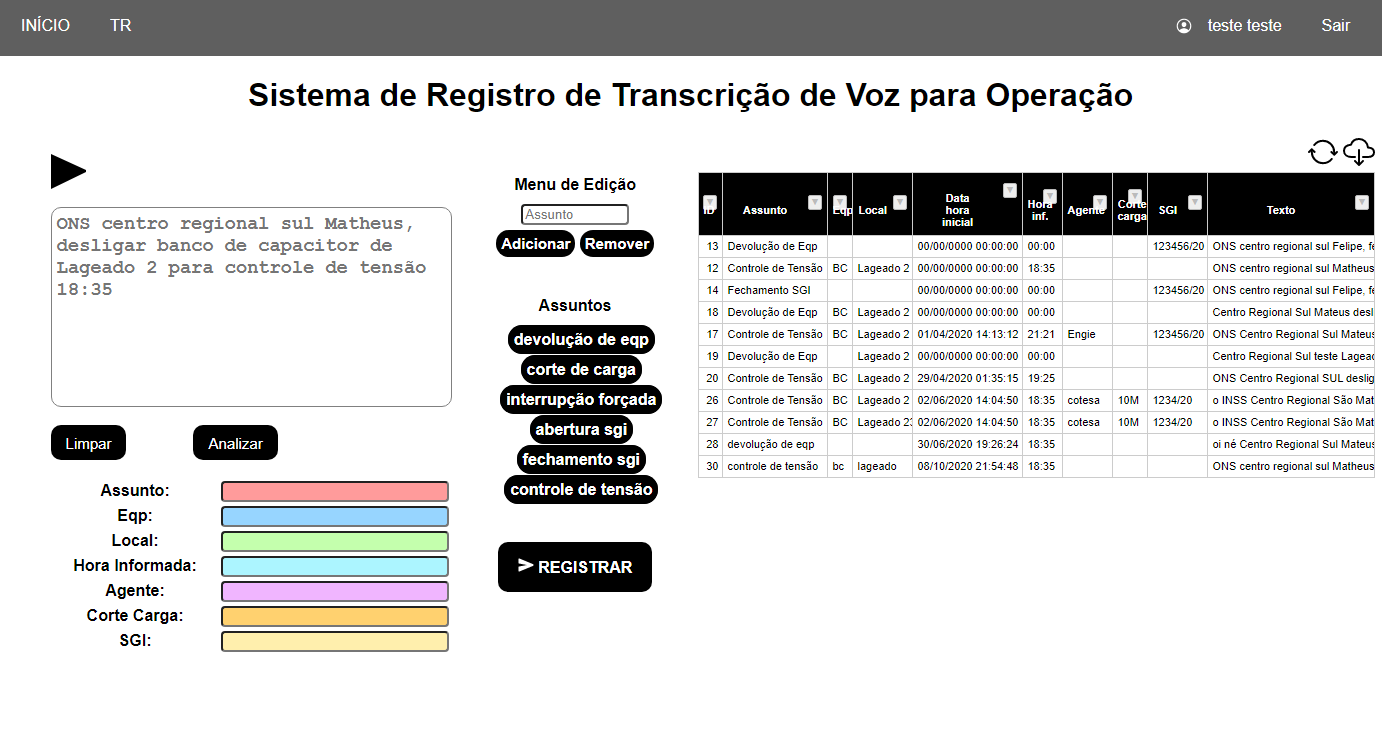 INÍCIO TR teste teste Sair
Sistema de Registro de Transcrição de Voz para Operação
ONS centro regional sul Matheus,
desligar banco de capacitor de
Lageado 2 para controle de tensão
18:35
Limpar Analizar
Assunto:
Eqp:
Local:
Hora Informada:
Agente:
Corte Carga:
SGI:
Menu de Edição
Assunto
Adicionar Remover
Assuntos
devolução de eqp
corte de carga
interrupção forçada
abertura sgi
fechamento sgi
controle de tensão
REGISTRAR
ID Assunto Eqp Local Data hora inicial Hora inf. Agente Corte carga SGI Texto
13 Devolução de Eqp 00/00/0000 00:00:00 00:00 123456/20 ONS centro regional sul Felipe, fe
12 Controle de Tensão BC Lageado 2 00/00/0000 00:00:00 18:35 ONS centro regional sul Matheus
14 Fechamento SGI 00/00/0000 00:00:00 00:00 123456/20 ONS centro regional sul Felipe, fe
18 Devolução de Eqp BC Lageado 2 00/00/0000 00:00:00 00:00 Centro Regional Sul Mateus desl
17 Controle de Tensão BC Lageado 2 01/04/2020 14:13:12 21:21 Engie 123456/20 ONS Centro Regional Sul Mateus
19 Devolução de Eqp Lageado 2 00/00/0000 00:00:00 00:00 Centro Regional Sul teste Lagead
20 Controle de Tensão BC Lageado 2 29/04/2020 01:35:15 19:25 ONS Centro Regional SUL deslig
26 Controle de Tensão BC Lageado 2 02/06/2020 14:04:50 18:35 cotesa 10M 1234/20 o INSS Centro Regional São Mat
27 Controle de Tensão BC Lageado 23 02/06/2020 14:04:50 18:35 cotesa 10M 1234/20 o INSS Centro Regional São Mat
28 devolução de eqp 30/06/2020 19:26:24 18:35 oi né Centro Regional Sul Mateus
30 controle de tensão bc lageado 08/10/2020 21:54:48 18:35 ONS centro regional sul Matheus